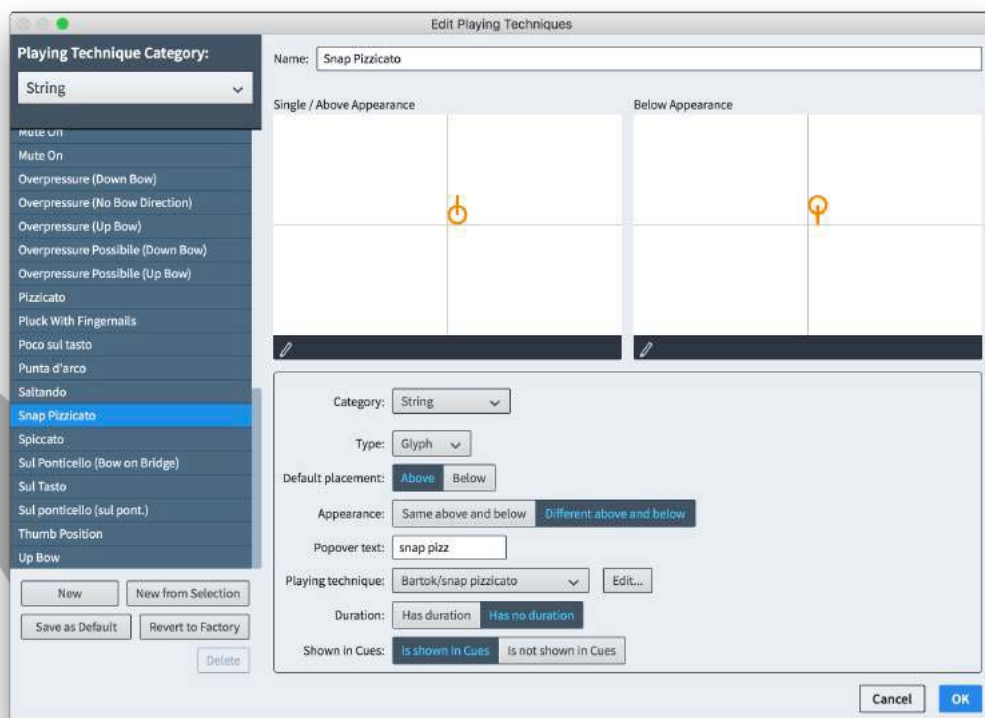 Edit Playing Techniques
Playing Technique Category:
String
Mute On
Mute On
Overpressure (Down Bow)
Overpressure (No Bow Direction)
Overpressure (Up Bow)
Overpressure Possibile (Down Bow)
Overpressure Possibile (Up Bow)
Pizzicato
Pluck With Fingernails
Poco sul tasto
Punta d'arco
Saltando
Snap Pizzicato
Spiccato
Sul Ponticello (Bow on Bridge)
Sul Tasto
Sul ponticello (sul pont.)
Thumb Position
Up Bow
New New from Selection
Save as Default Revert to Factory
Delete
Name: Snap Pizzicato
Single / Above Appearance Below Appearance
Category: String
Type: Glyph
Default placement: Above Below
Appearance: Same above and below Different above and below
Popover text: snap pizz
Playing technique: Bartok/snap pizzicato Edit...
Duration: Has duration Has no duration
Shown in Cues: Is shown in Cues Is not shown in Cues
Cancel OK